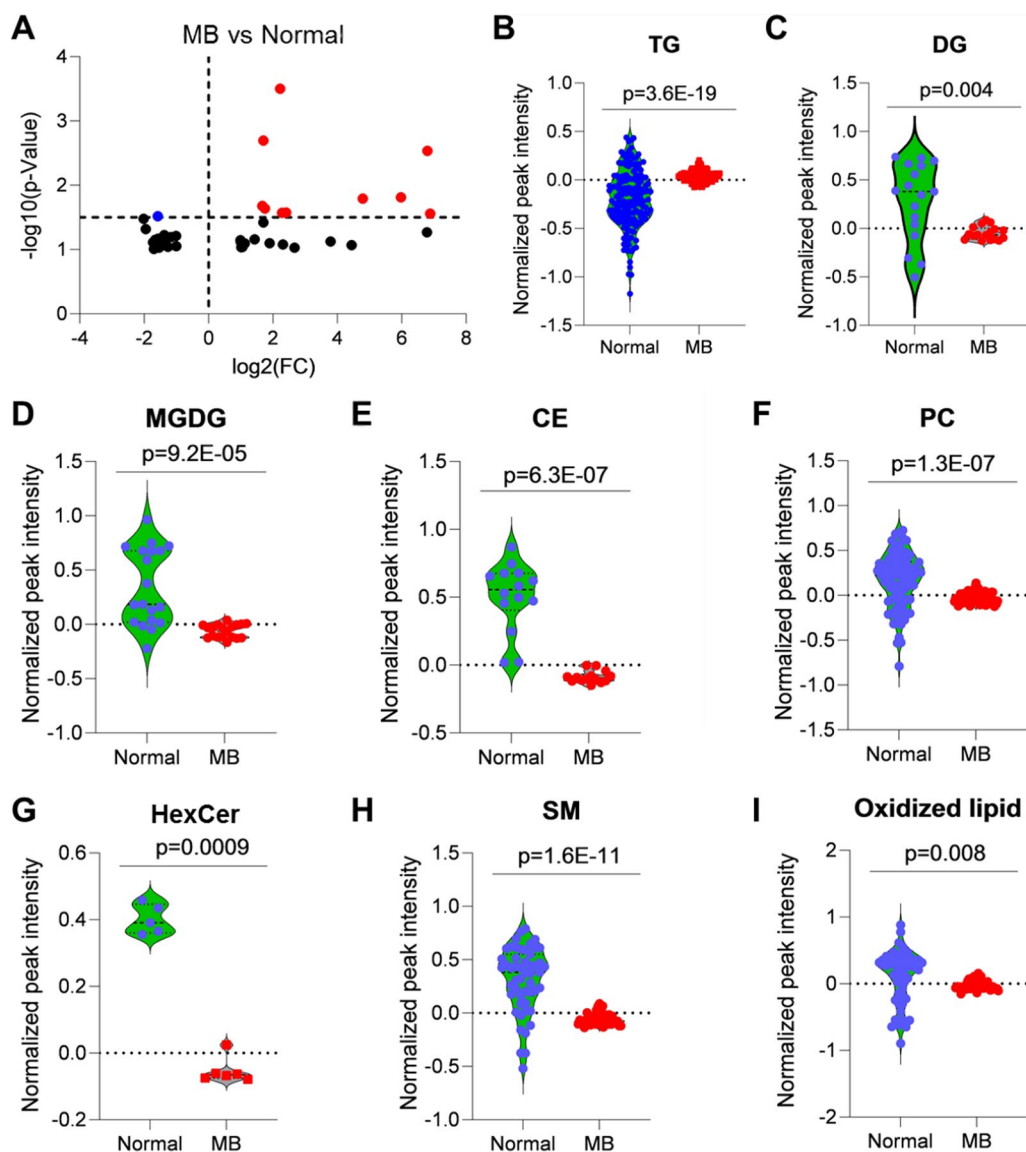 A
MB vs Normal
-log10(p-Value)
4
3
2
1
0
-4
-2
0
2
4
6
8
log2(FC)
B
TG
p=3.6E-19
Normalized peak intensity
1.0
0.5
0.0
-0.5
-1.0
-1.5
Normal
MB
C
DG
p=0.004
Normalized peak intensity
1.5
1.0
0.5
0.0
-0.5
-1.0
Normal
MB
D
MGDG
p=9.2E-05
Normalized peak intensity
1.5
1.0
0.5
0.0
-0.5
-1.0
Normal
MB
E
CE
p=6.3E-07
Normalized peak intensity
1.5
1.0
0.5
0.0
-0.5
Normal
MB
F
PC
p=1.3E-07
Normalized peak intensity
1.5
1.0
0.5
0.0
-0.5
-1.0
-1.5
Normal
MB
G
HexCer
p=0.0009
Normalized peak intensity
0.6
0.4
0.2
0.0
-0.2
Normal
MB
H
SM
p=1.6E-11
Normalized peak intensity
1.5
1.0
0.5
0.0
-0.5
-1.0
Normal
MB
I
Oxidized lipid
p=0.008
Normalized peak intensity
2
1
0
-1
-2
Normal
MB